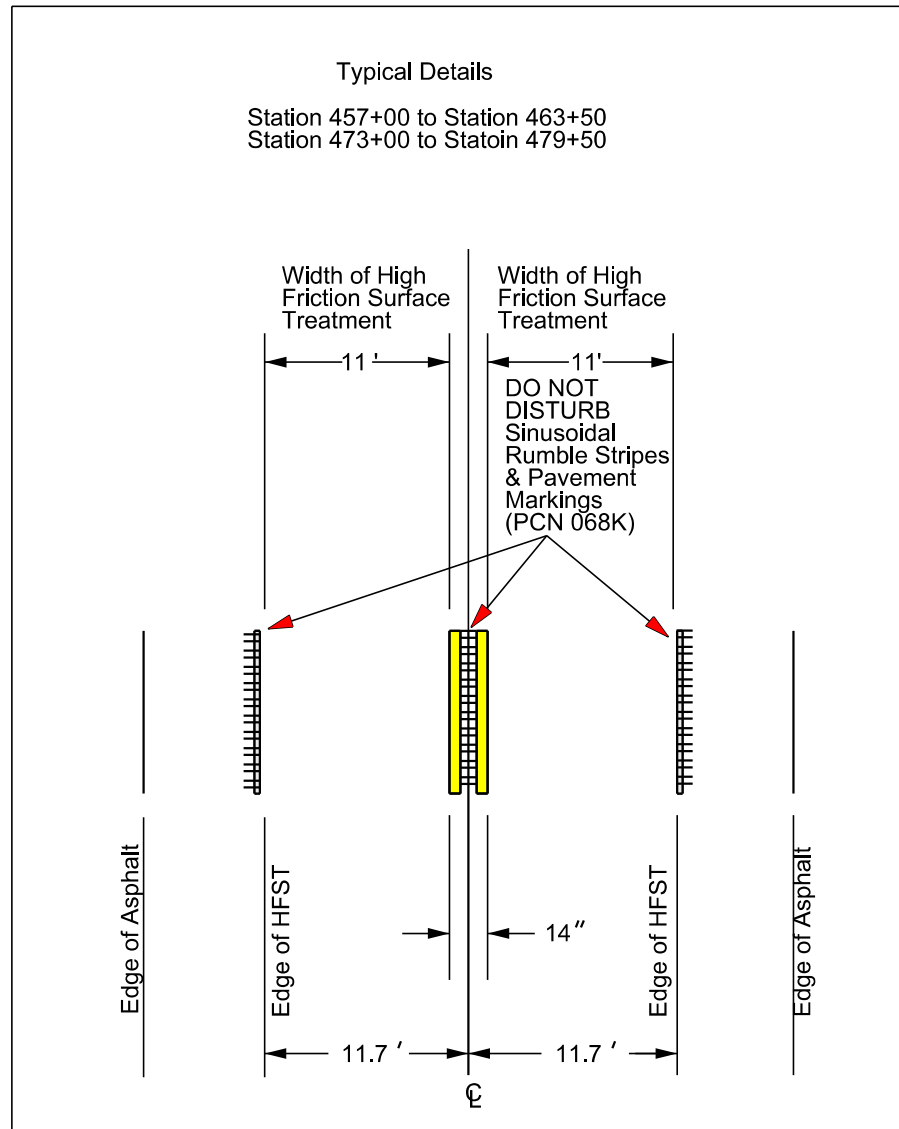 Typical Details
Station 457+00 to Station 463+50
Station 473+00 to Statoin 479+50
Width of High
Friction Surface
Treatment
Width of High
Friction Surface
Treatment
11 '
11'
DO NOT
DISTURB
Sinusoidal
Rumble Stripes
& Pavement
Markings
(PCN 068K)
Edge of Asphalt
Edge of HFST
14"
Edge of HFST
Edge of Asphalt
11.7 '
11.7 '
℄